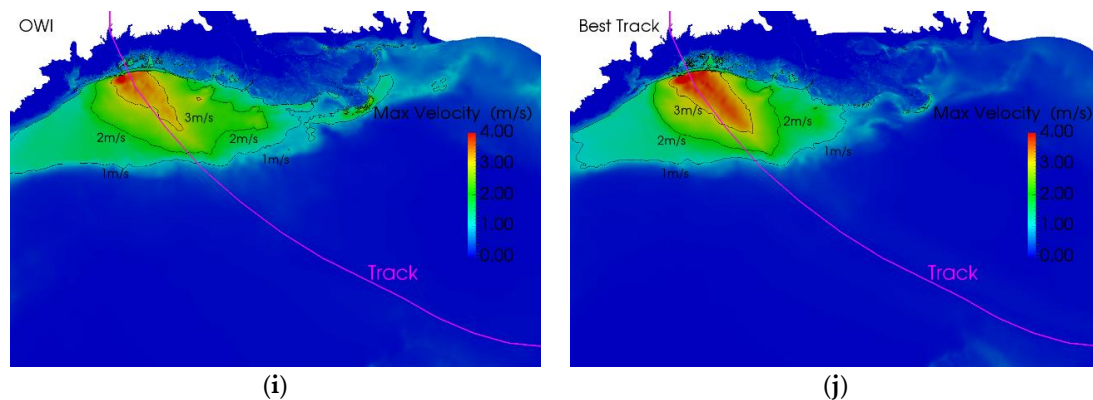 OWI
Max Velocity (m/s)
4.00
3.00
2.00
1.00
0.00
3m/s
2m/s
2m/s
1m/s
1m/s
Track
(i)
Best Track
Max Velocity (m/s)
4.00
3.00
2.00
1.00
0.00
3m/s
2m/s
2m/s
1m/s
1m/s
Track
(j)